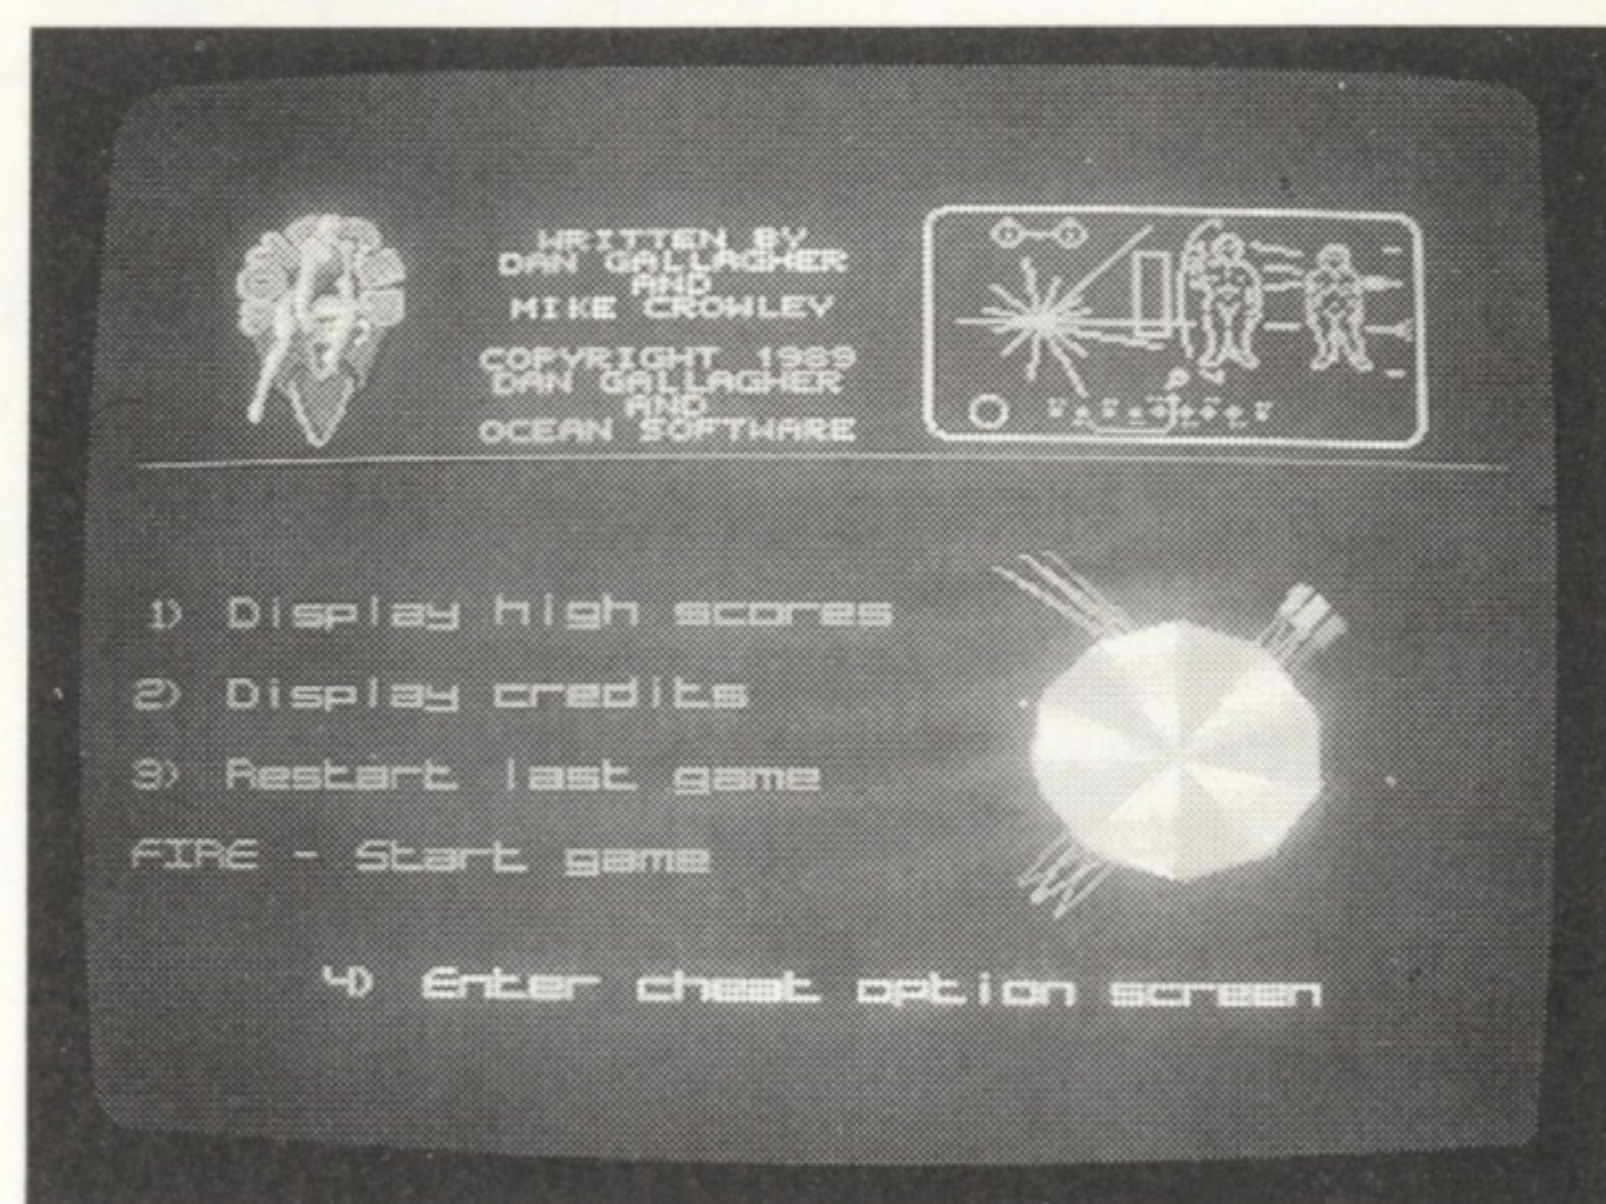 WRITTEN BY
DAN GALLAGHER
AND
MIKE CROWLEY
COPYRIGHT 1989
DAN GALLAGHER
AND
OCEAN SOFTWARE
1) Display high scores
2) Display credits
3) Restart last game
FIRE - Start game
4) Enter cheat option screen